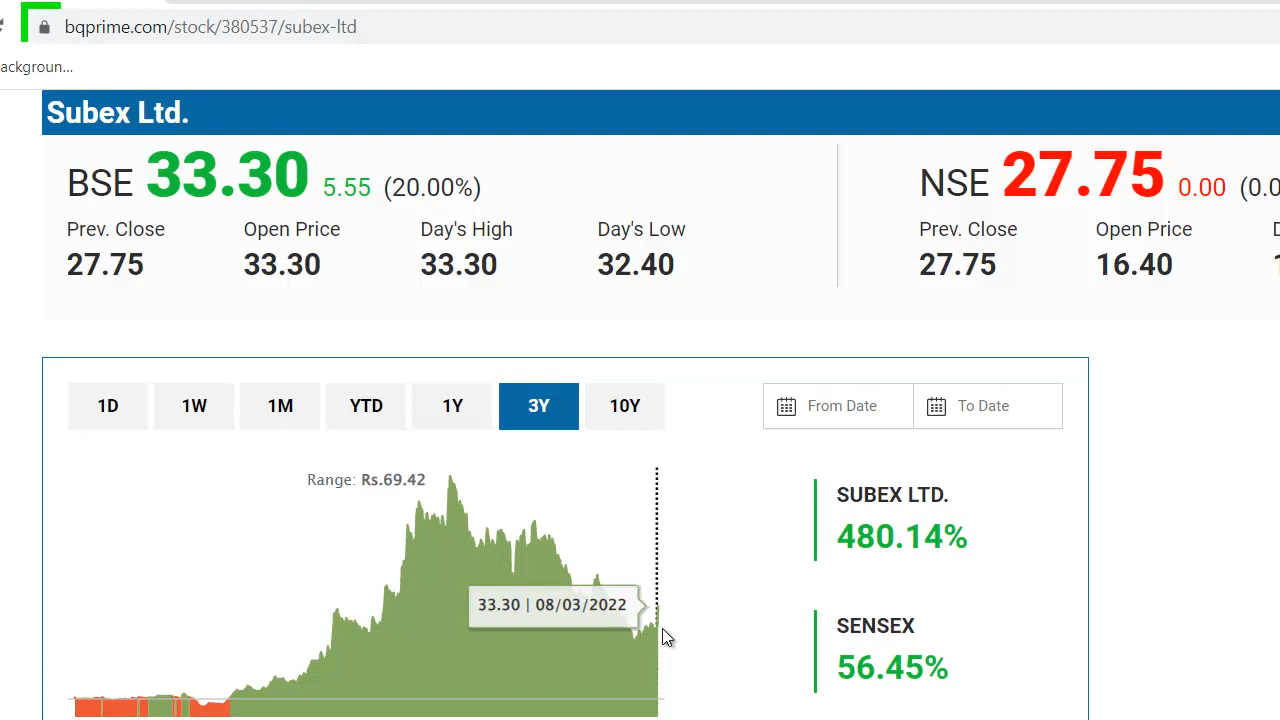 bqprime.com/stock/380537/subex-ltd
ackgroun...
Subex Ltd.
BSE 33.30 5.55 (20.00%)
NSE 27.75 0.00 (0.0
Prev. Close Open Price Day's High Day's Low
27.75 33.30 33.30 32.40
Prev. Close Open Price D
27.75 16.40
1D 1W 1M YTD 1Y 3Y 10Y
From Date To Date
Range: Rs.69.42
33.30 | 08/03/2022
SUBEX LTD.
480.14%
SENSEX
56.45%